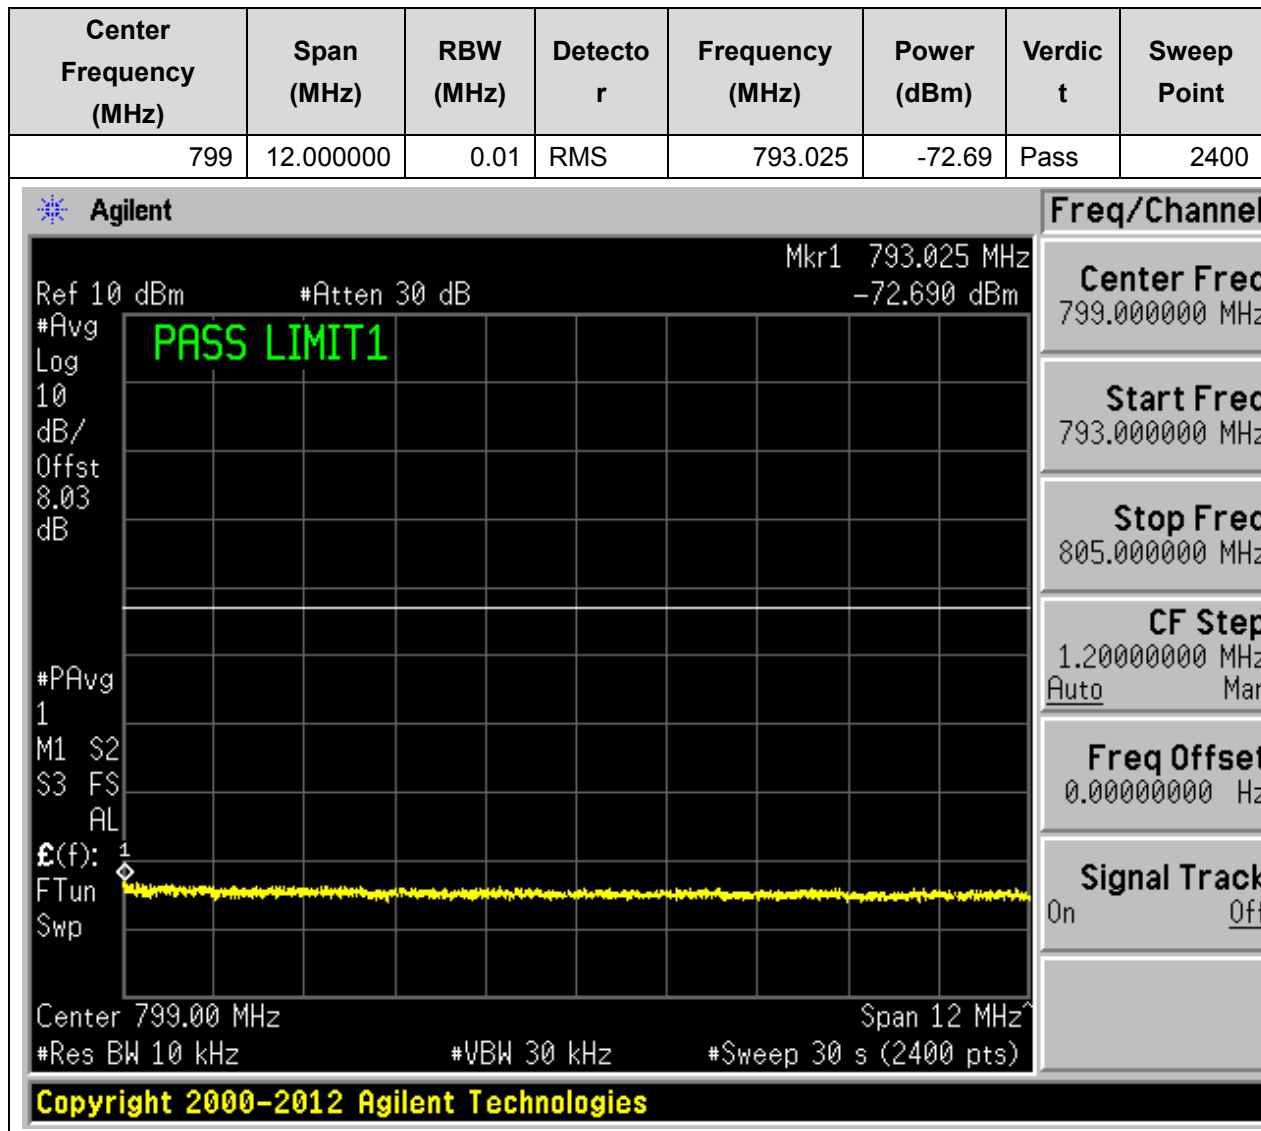 Center Frequency (MHz) Span (MHz) RBW (MHz) Detecto r Frequency (MHz) Power (dBm) Verdic t Sweep Point
799 12.000000 0.01 RMS 793.025 -72.69 Pass 2400
Agilent
Freq/Channel
Mkr1 793.025 MHz
Ref 10 dBm #Atten 30 dB -72.690 dBm
#Avg
Log
10
dB/
Offst
8.03
dB
PASS LIMIT1
#PAvg
1
M1 S2
S3 FS
AL
£(f):
FTun
Swp
1
Center 799.00 MHz Span 12 MHz^
#Res BW 10 kHz #VBW 30 kHz #Sweep 30 s (2400 pts)
Center Freq
799.000000 MHz
Start Freq
793.000000 MHz
Stop Freq
805.000000 MHz
CF Step
1.20000000 MHz
Auto Man
Freq Offset
0.00000000 Hz
Signal Track
On Off
Copyright 2000-2012 Agilent Technologies